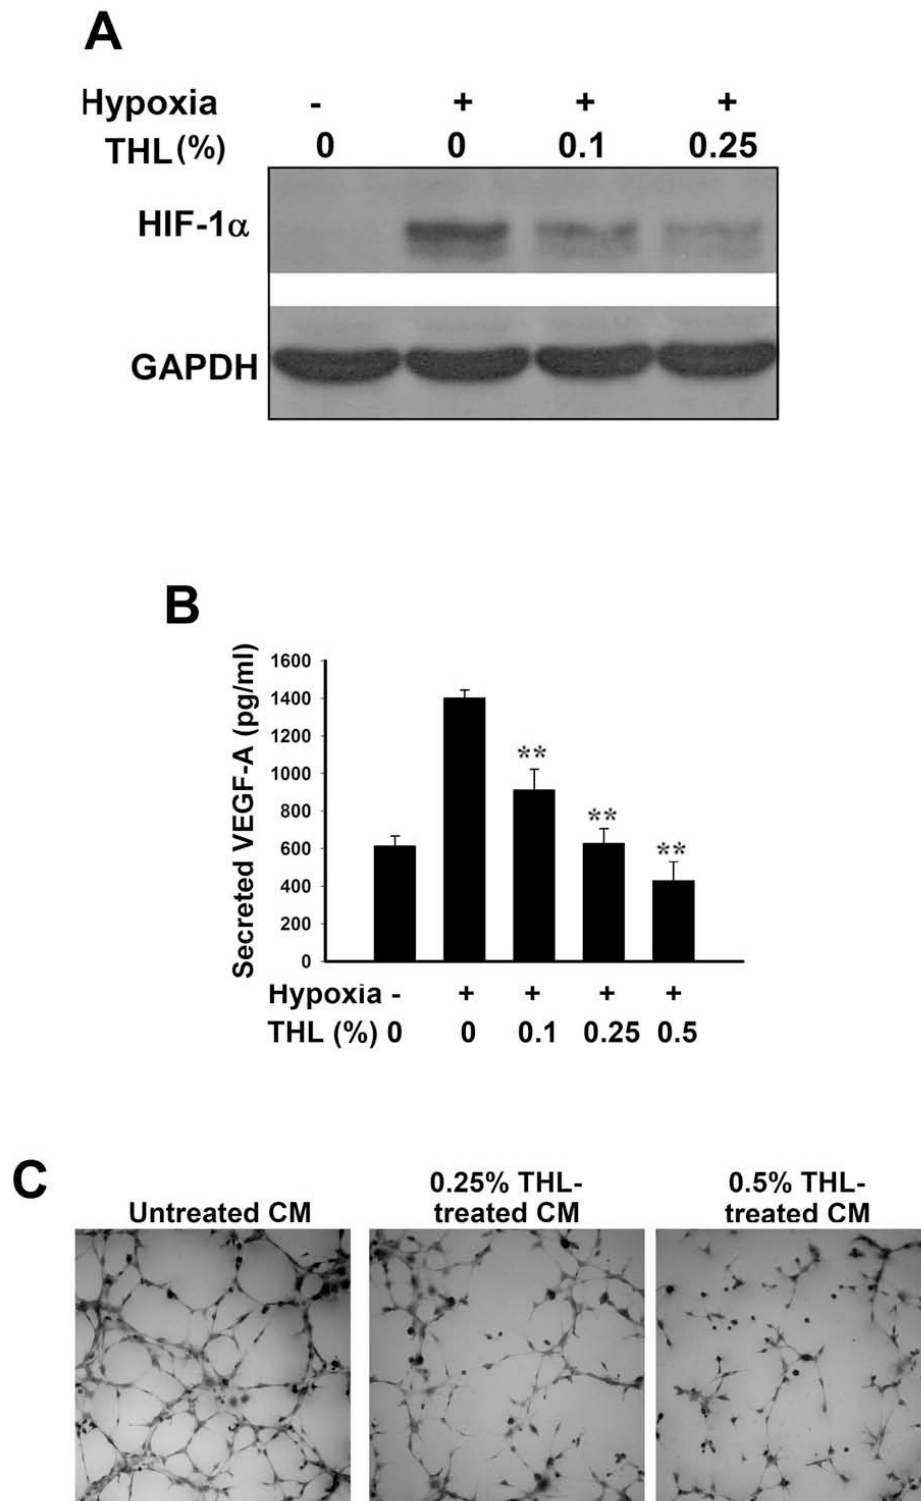 A
Hypoxia - + + +
THL (%) 0 0 0.1 0.25
HIF-1α
GAPDH
B
Secreted VEGF-A (pg/ml)
1600
1400
1200
1000
800
600
400
200
0
**
**
**
Hypoxia - + + + +
THL (%) 0 0 0.1 0.25 0.5
C
Untreated CM
0.25% THL-
treated CM
0.5% THL-
treated CM